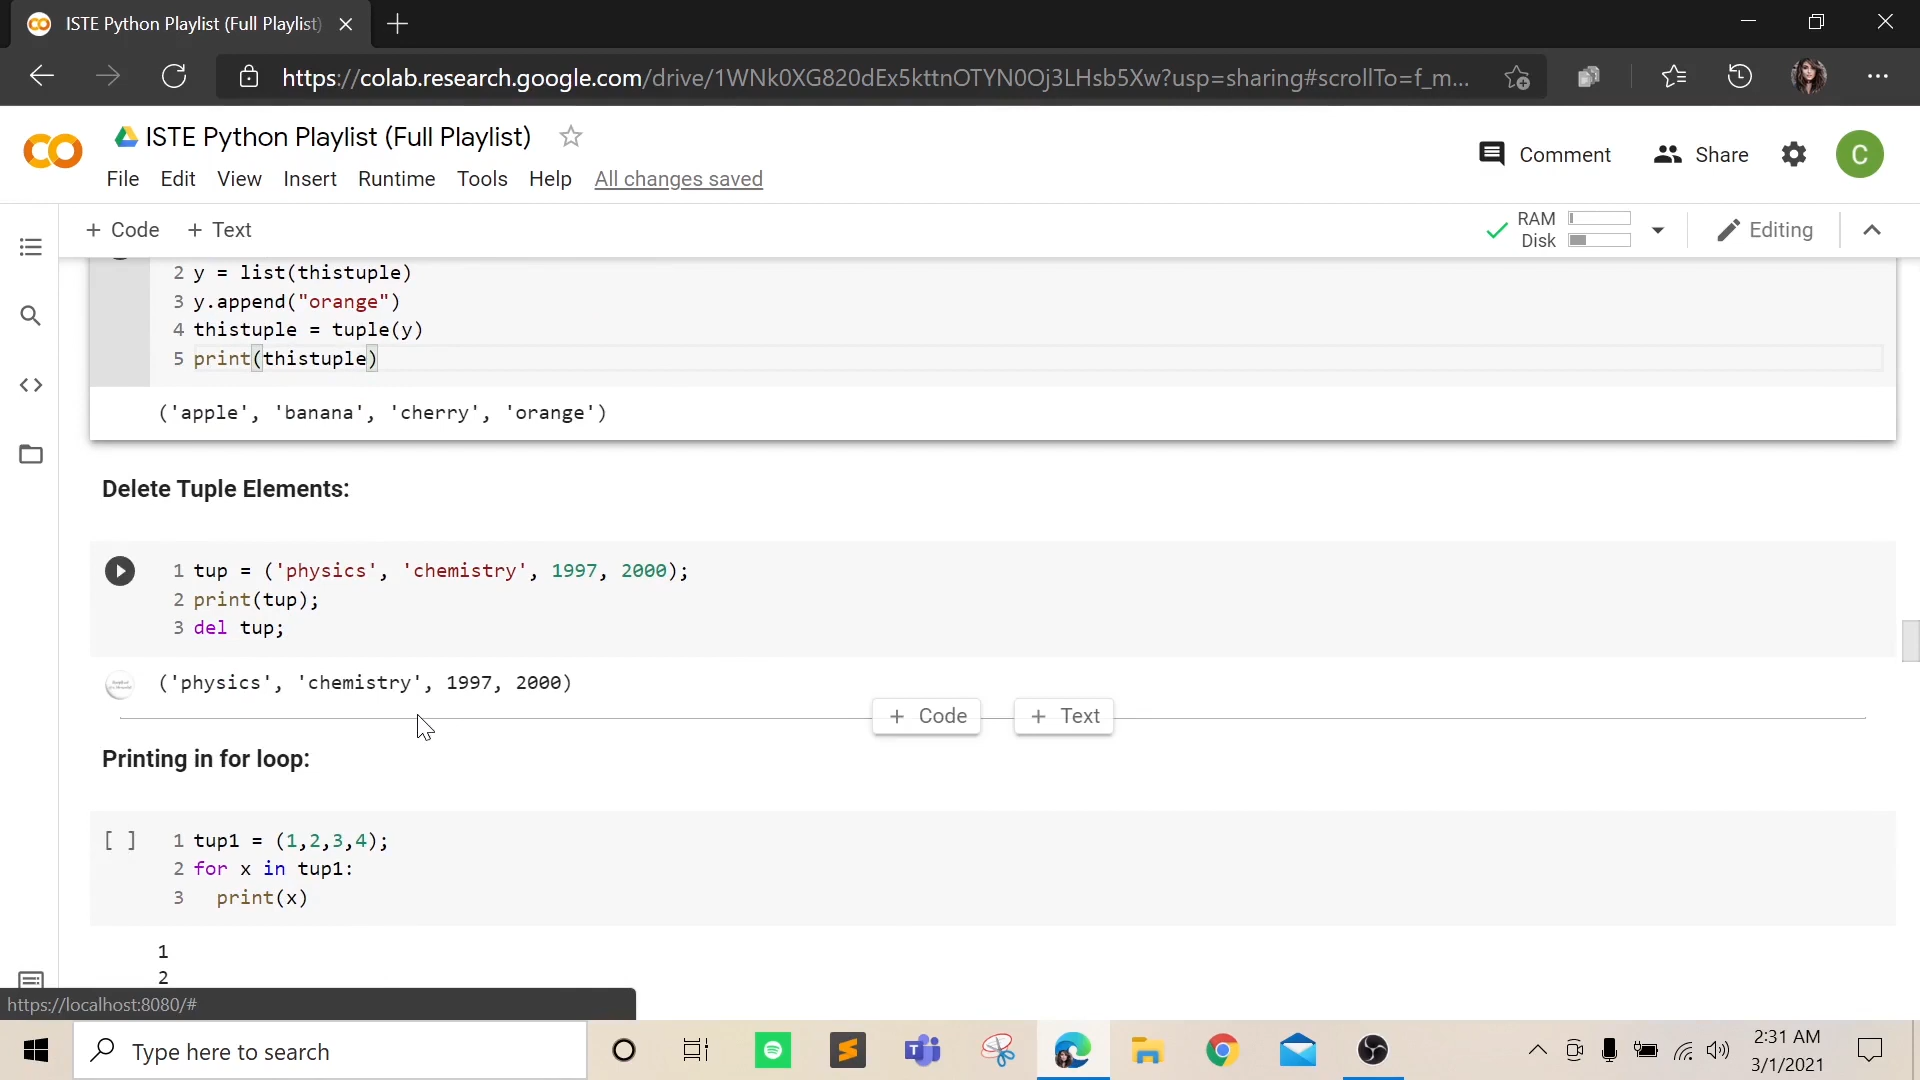 ISTE Python Playlist (Full Playlist)
https://colab.research.google.com/drive/1WNk0XG820dEx5kttnOTYN0Oj3LHsb5Xw?usp=sharing#scrollTo=f_m...
ISTE Python Playlist (Full Playlist)
Comment Share C
File Edit View Insert Runtime Tools Help All changes saved
+ Code + Text
RAM
Disk
Editing
2 y = list(thistuple)
3 y.append("orange")
4 thistuple = tuple(y)
5 print(thistuple)
('apple', 'banana', 'cherry', 'orange')
Delete Tuple Elements:
1 tup = ('physics', 'chemistry', 1997, 2000);
2 print(tup);
3 del tup;
('physics', 'chemistry', 1997, 2000)
+ Code + Text
Printing in for loop:
[ ] 1 tup1 = (1,2,3,4);
2 for x in tup1:
3 print(x)
1
2
https://localhost:8080/#
Type here to search
2:31 AM
3/1/2021